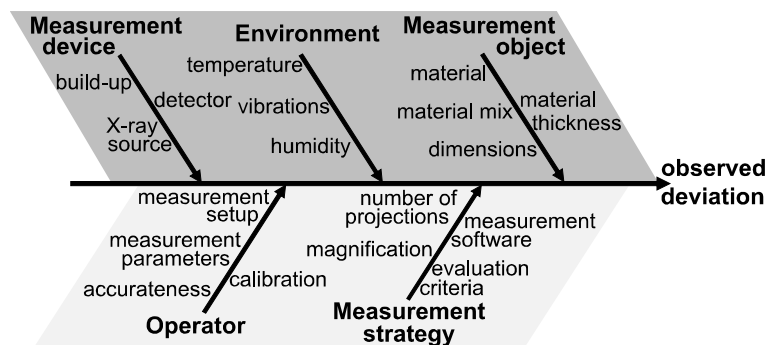 Measurement
device
build-up
detector
X-ray
source
Environment
temperature
vibrations
humidity
Measurement
object
material
material mix
material
thickness
dimensions
observed
deviation
measurement
setup
measurement
parameters
accurateness
calibration
Operator
number of
projections
magnification
measurement
software
evaluation
criteria
Measurement
strategy